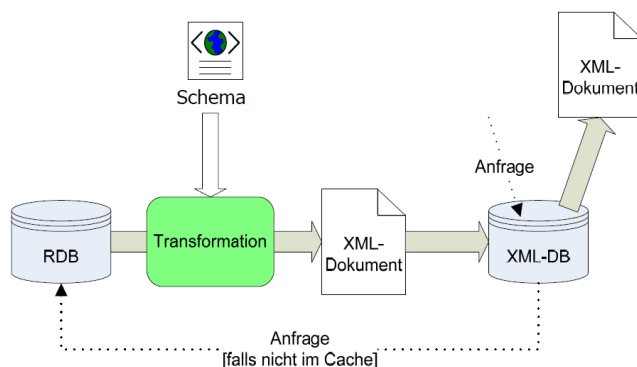 Schema
XML-
Dokument
Anfrage
RDB
Transformation
XML-
Dokument
XML-DB
Anfrage
[falls nicht im Cache]